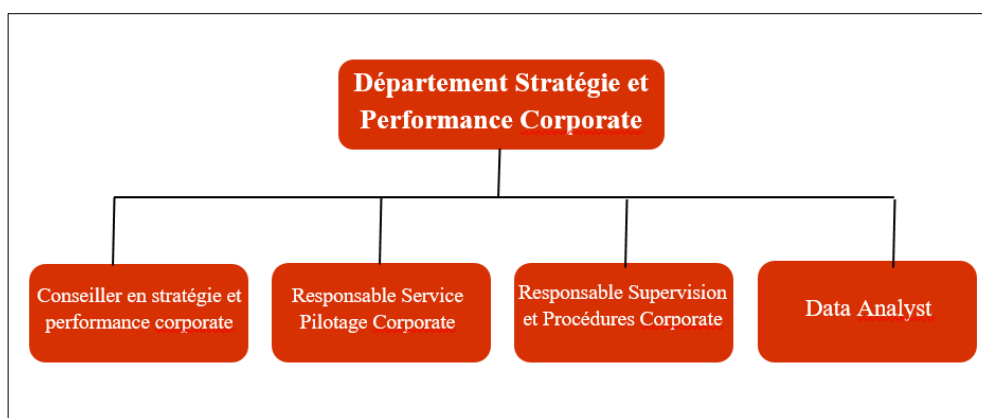 Département Stratégie et
Performance Corporate
Conseiller en stratégie et
performance corporate
Responsable Service
Pilotage Corporate
Responsable Supervision
et Procédures Corporate
Data Analyst